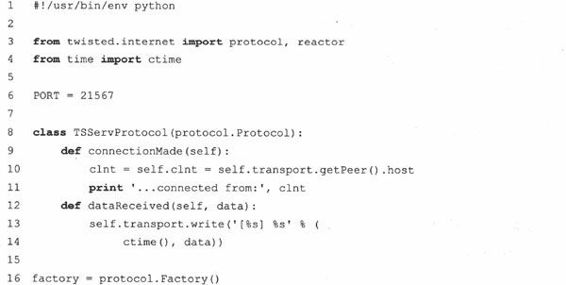 1 #!/usr/bin/env python
2
3 from twisted.internet import protocol, reactor
4 from time import ctime
5
6 PORT = 21567
7
8 class TSServProtocol(protocol.Protocol):
9     def connectionMade(self):
10         clnt = self.clnt = self.transport.getPeer().host
11         print '...connected from:', clnt
12     def dataReceived(self, data):
13         self.transport.write('[%s] %s' % (
14             ctime(), data))
15
16 factory = protocol.Factory()